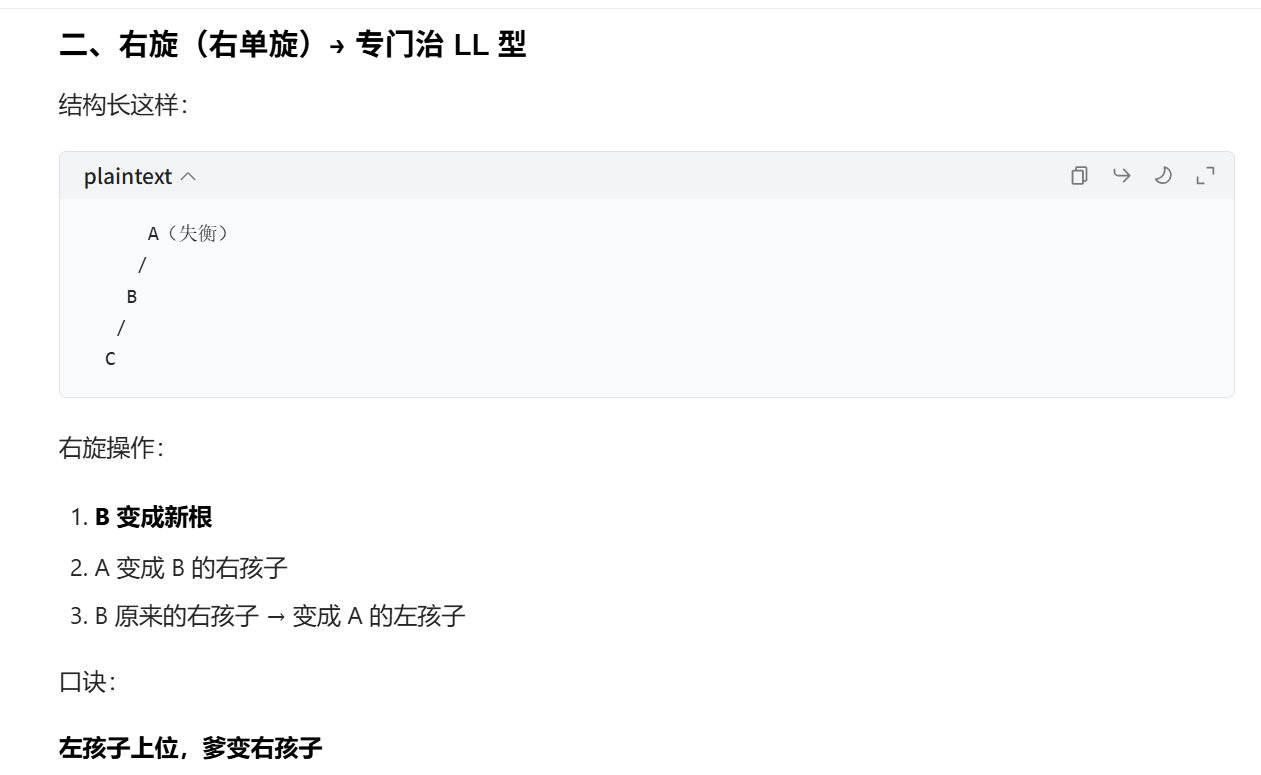 二、右旋（右单旋）→ 专门治 LL 型
结构长这样：
plaintext
A（失衡）
/
B
/
C
右旋操作：
1. B 变成新根
2. A 变成 B 的右孩子
3. B 原来的右孩子 → 变成 A 的左孩子
口诀：
左孩子上位，爹变右孩子